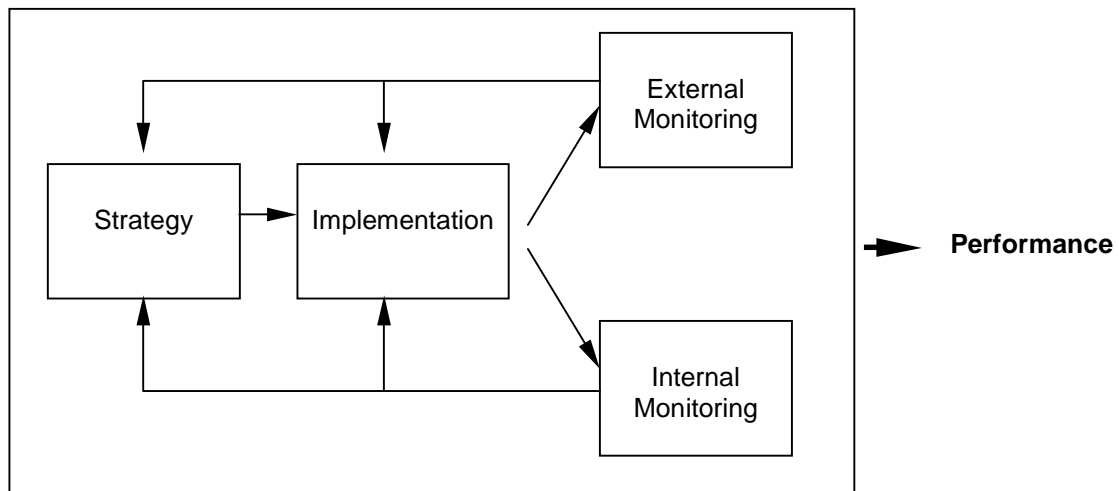 External
Monitoring
Strategy
Implementation
Performance
Internal
Monitoring